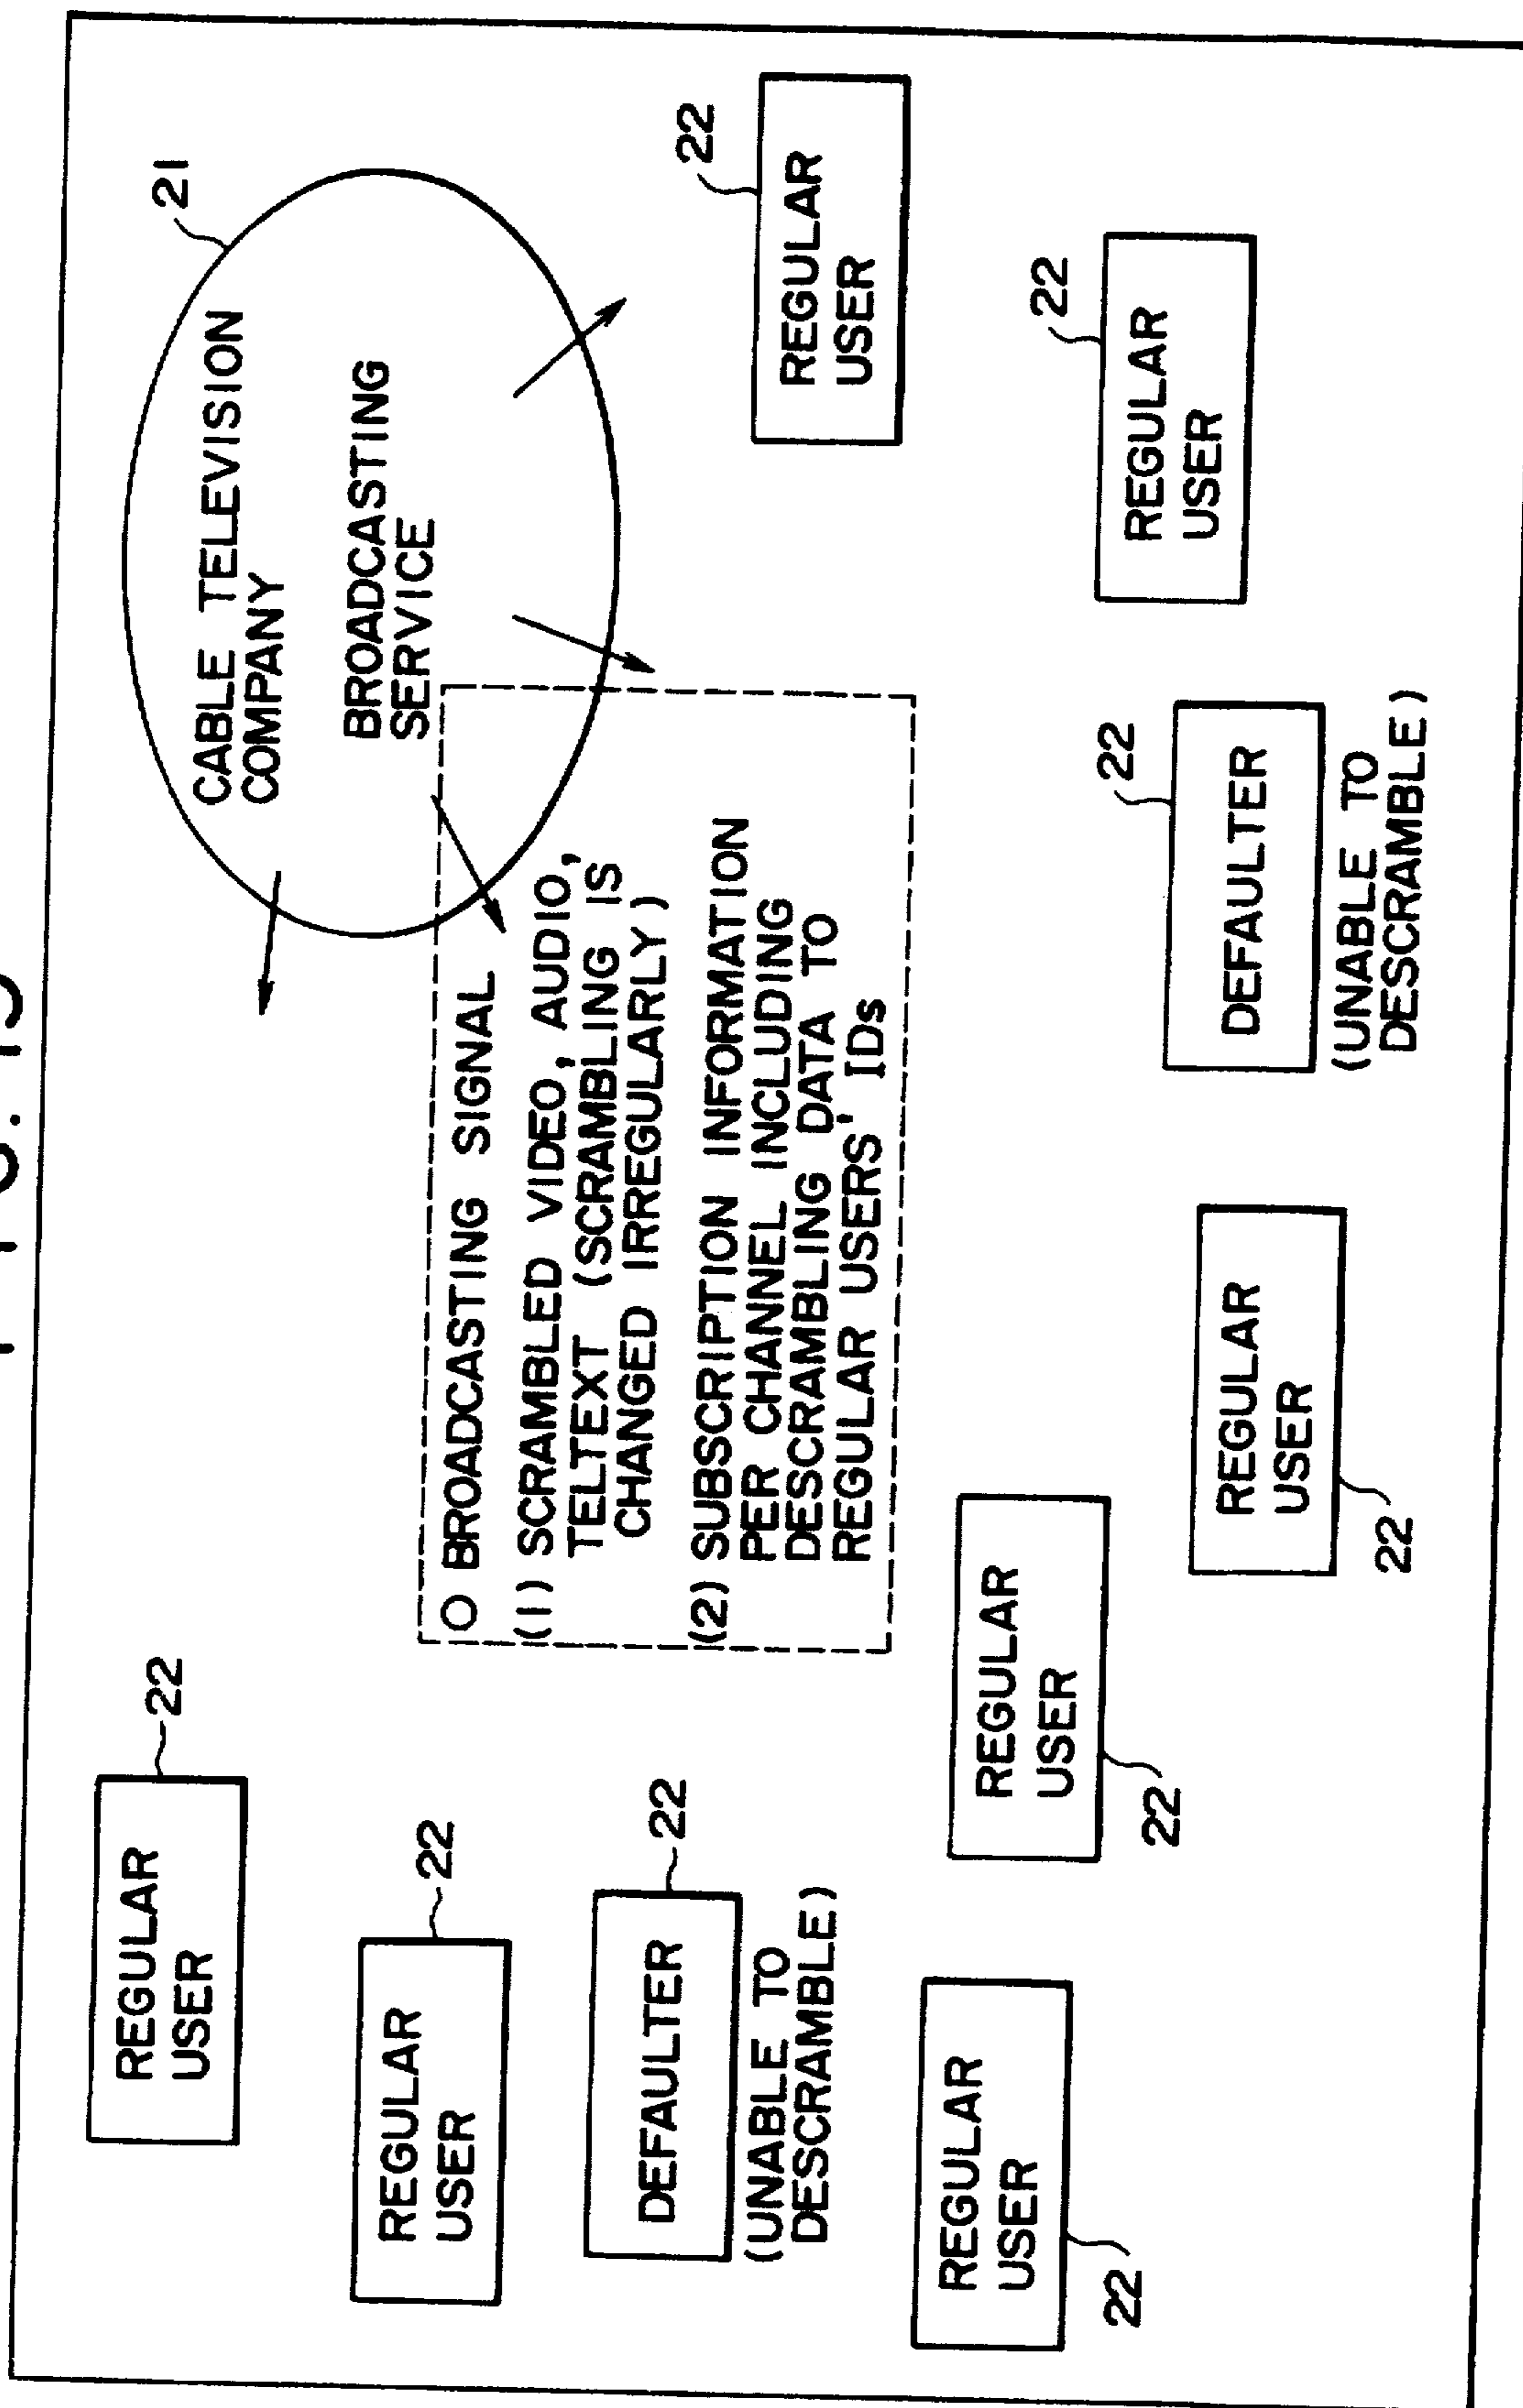 21
CABLE TELEVISION
COMPANY
BROADCASTING
SERVICE
22
REGULAR
USER
22
REGULAR
USER
22
DEFAULTER
(UNABLE TO
DESCRAMBLE)
○ BROADCASTING SIGNAL
(1) SCRAMBLED VIDEO, AUDIO,
TELTEXT (SCRAMBLING IS
CHANGED IRREGULARLY)
(2) SUBSCRIPTION INFORMATION
PER CHANNEL INCLUDING
DESCRAMBLING DATA TO
REGULAR USERS' IDs
22
REGULAR
USER
22
REGULAR
USER
22
DEFAULTER
(UNABLE TO
DESCRAMBLE)
REGULAR
USER
22
REGULAR
USER
22
REGULAR
USER
22